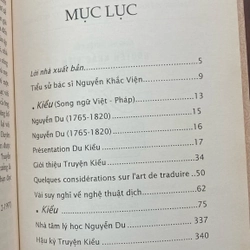 MỤC LỤC
Lời nhà xuất bản 5
Tiểu sử bác sĩ Nguyễn Khắc Viện 9
• Kiều (Song ngữ Việt - Pháp) 13
Nguyễn Du (1765-1820) 15
Nguyễn Du (1765-1820) 16
Présentation Du Kiều 17
Giới thiệu Truyện Kiều 34
Quelques considérations sur l'art de traduire 50
Vài suy nghĩ về nghệ thuật dịch 62
• Kiều 75
Nhà tâm lý học Nguyễn Du 337
Hậu ký Truyện Kiều 340